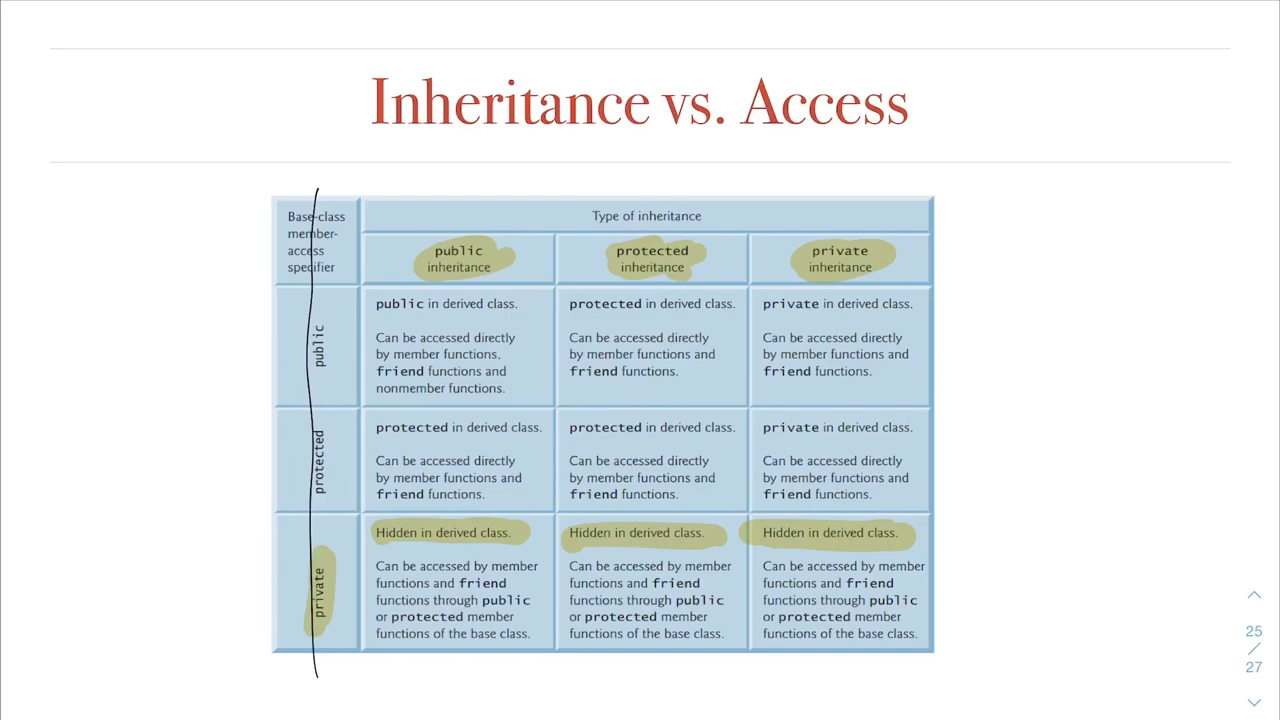 Inheritance vs. Access
Base-class
member-
access
specifier
Type of inheritance
public
inheritance
protected
inheritance
private
inheritance
public
public in derived class.
Can be accessed directly
by member functions,
friend functions and
nonmember functions.
protected in derived class.
Can be accessed directly
by member functions and
friend functions.
private in derived class.
Can be accessed directly
by member functions and
friend functions.
protected
protected in derived class.
Can be accessed directly
by member functions and
friend functions.
protected in derived class.
Can be accessed directly
by member functions and
friend functions.
private in derived class.
Can be accessed directly
by member functions and
friend functions.
private
Hidden in derived class.
Can be accessed by member
functions and friend
functions through public
or protected member
functions of the base class.
Hidden in derived class.
Can be accessed by member
functions and friend
functions through public
or protected member
functions of the base class.
Hidden in derived class.
Can be accessed by member
functions and friend
functions through public
or protected member
functions of the base class.
25
/
27